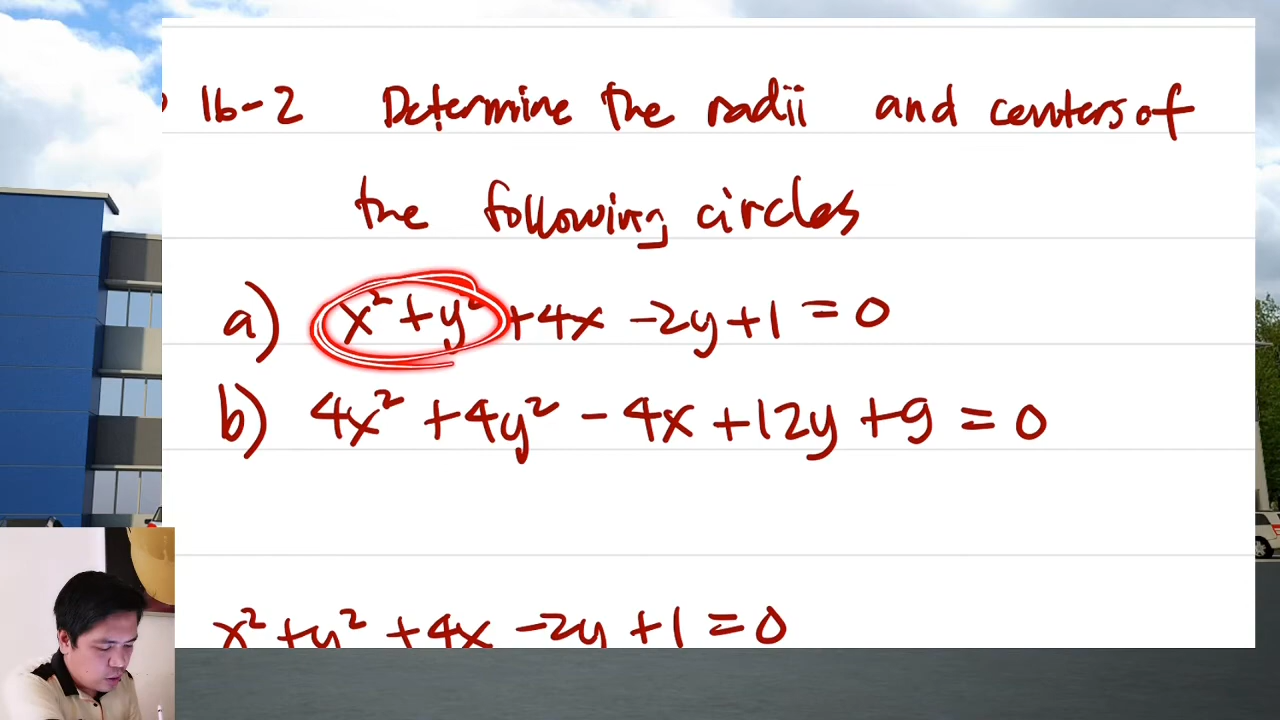 16-2 Determine the radii and centers of
the following circles
a) x² + y² + 4x - 2y + 1 = 0
b) 4x² + 4y² - 4x + 12y + 9 = 0
x² + y² + 4x - 2y + 1 = 0